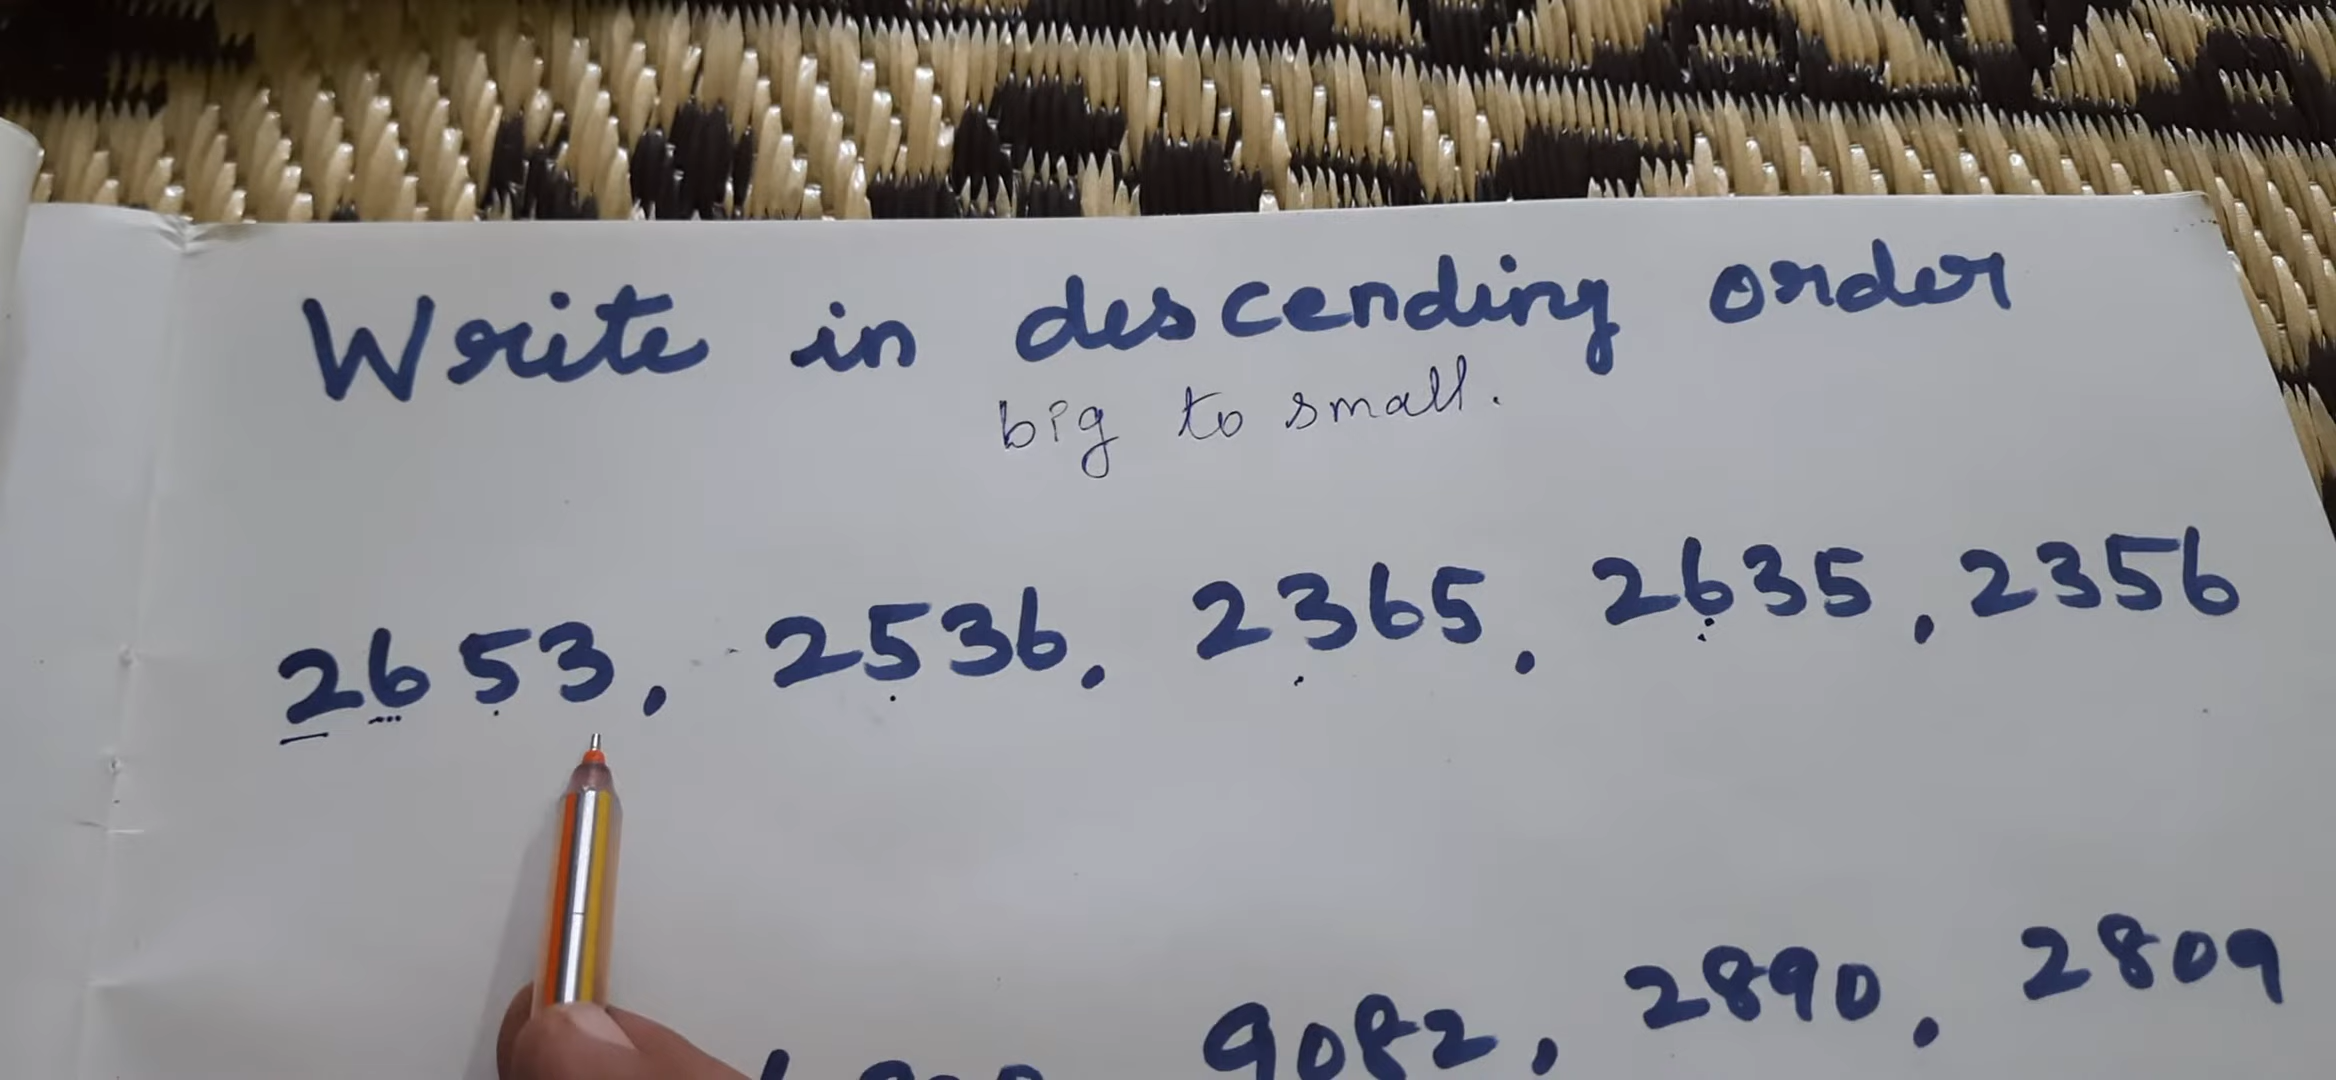 Write in descending order
big to small.
2653, 2536, 2365, 2635, 2356
9082, 2890, 2809